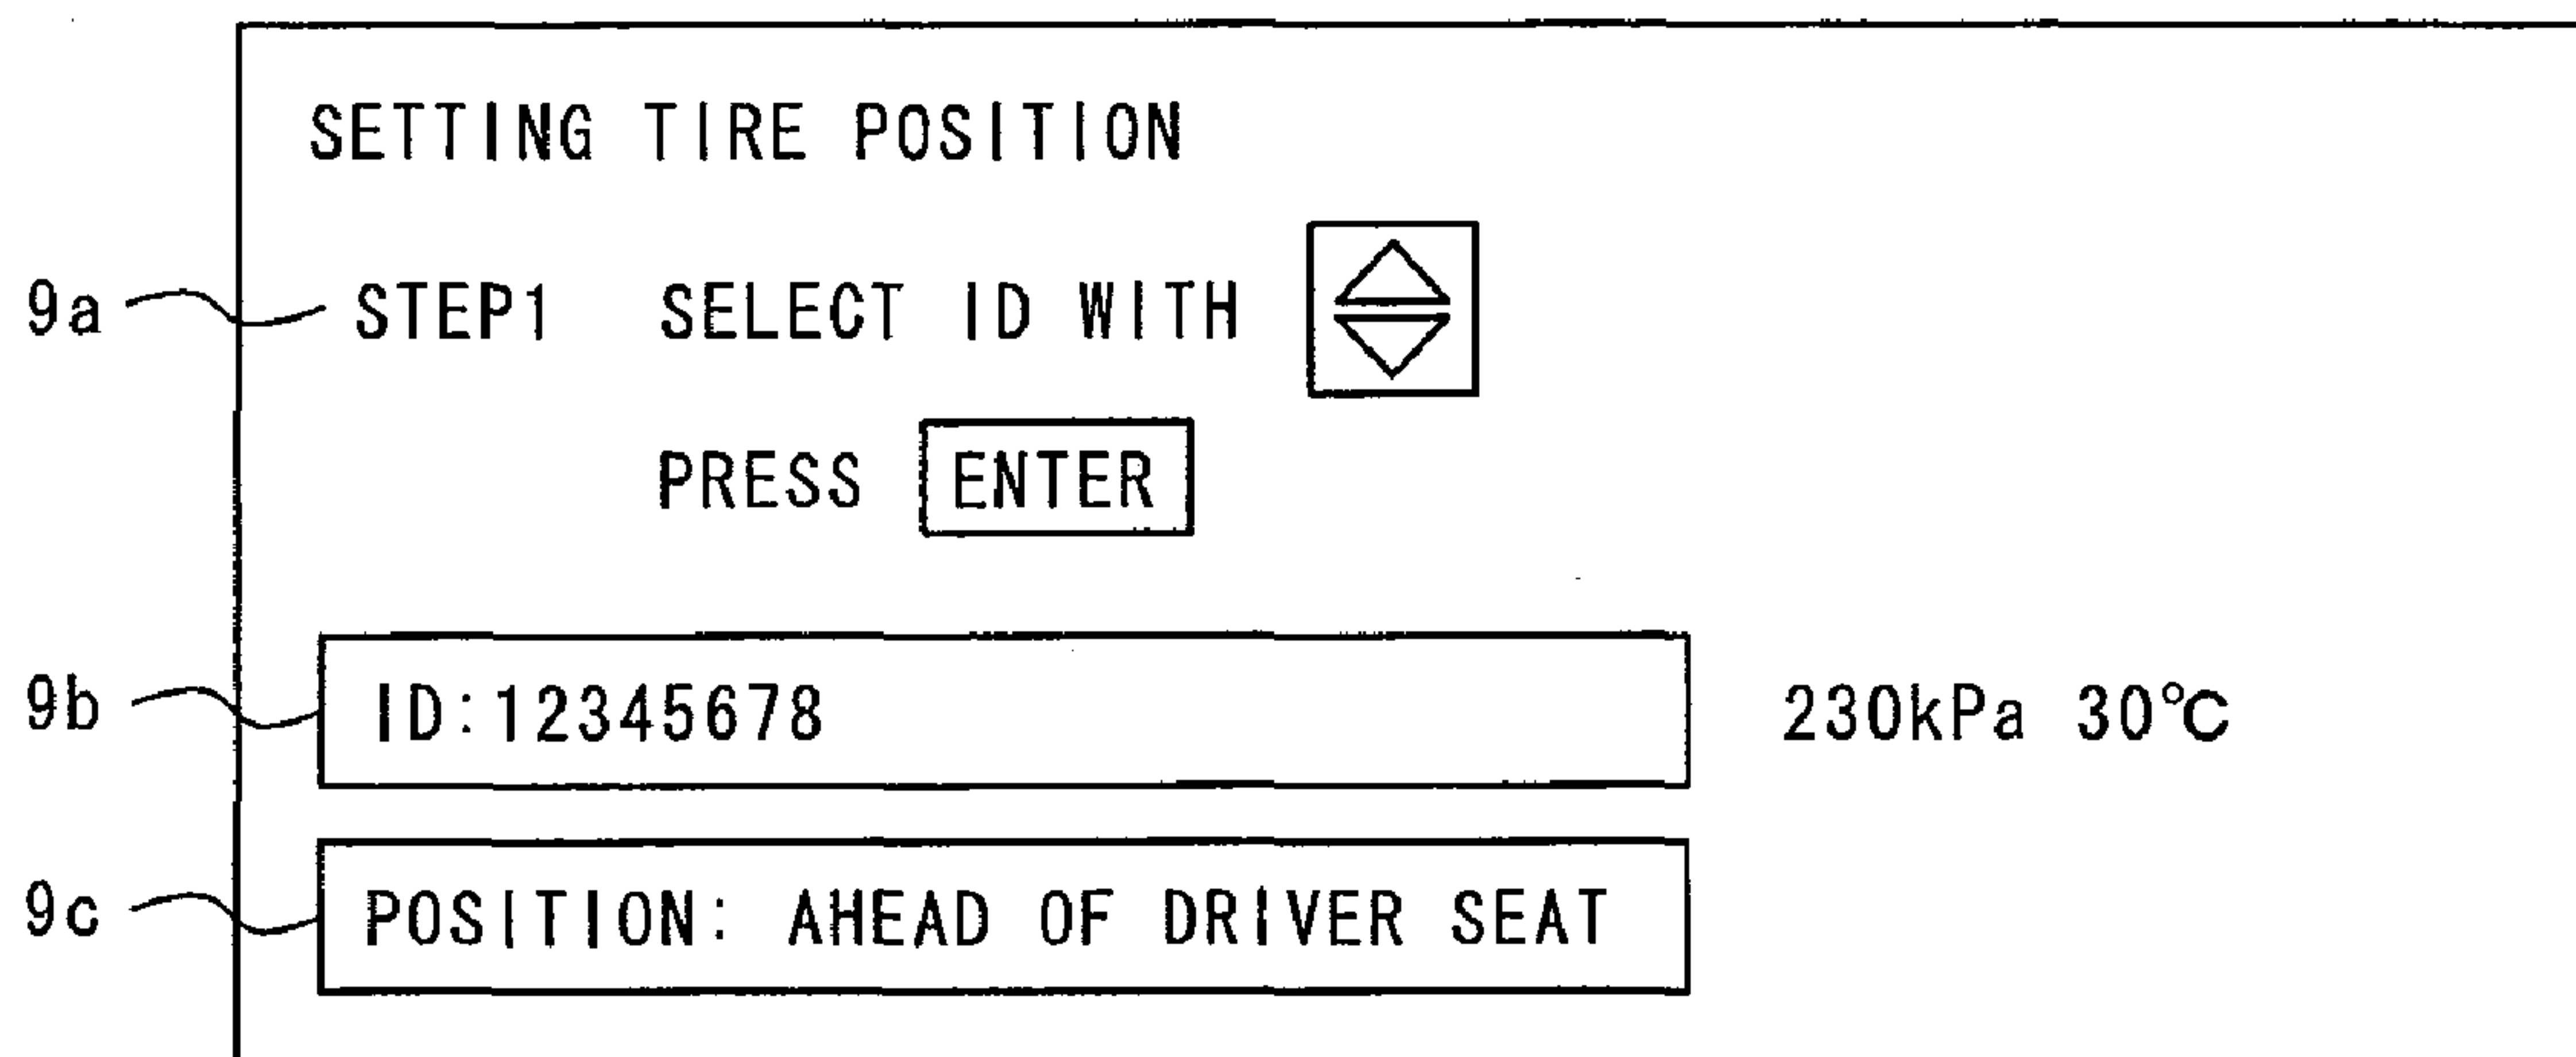 SETTING TIRE POSITION
9a STEP1 SELECT ID WITH
PRESS ENTER
9b ID:12345678 230kPa 30℃
9c POSITION: AHEAD OF DRIVER SEAT